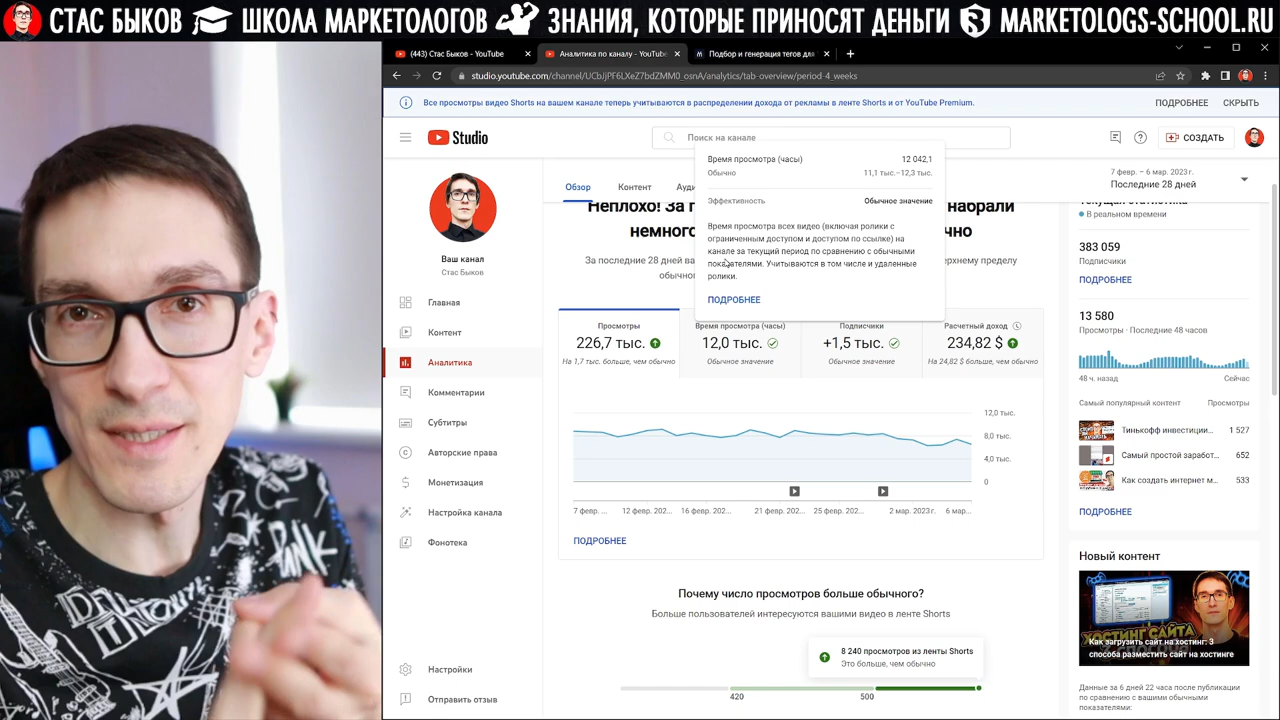 СТАС БЫКОВ ШКОЛА МАРКЕТОЛОГОВ ЗНАНИЯ, КОТОРЫЕ ПРИНОСЯТ ДЕНЬГИ MARKETOLOGS-SCHOOL.RU
(443) Стас Быков - YouTube
Аналитика по каналу - YouTube
Подбор и генерация тегов для
studio.youtube.com/channel/UCbJjPF6LXeZ7bdZMM0_osnA/analytics/tab-overview/period-4_weeks
Все просмотры видео Shorts на вашем канале теперь учитываются в распределении дохода от рекламы в ленте Shorts и от YouTube Premium.
ПОДРОБНЕЕ СКРЫТЬ
Studio
Поиск на канале
СОЗДАТЬ
Ваш канал
Стас Быков
Главная
Контент
Аналитика
Комментарии
Субтитры
Авторские права
Монетизация
Настройка канала
Фонотека
Настройки
Отправить отзыв
Обзор Контент Ауди
7 февр. – 6 мар. 2023 г.
Последние 28 дней
Неплохо! За п
набрали
немного
чно
За последние 28 дней ва
ерхнему пределу
обычно
Время просмотра (часы) 12 042,1
Обычно 11,1 тыс.–12,3 тыс.
Эффективность Обычное значение
Время просмотра всех видео (включая ролики с
ограниченным доступом и доступом по ссылке) на
канале за текущий период по сравнению с обычными
показателями. Учитываются в том числе и удаленные
ролики.
ПОДРОБНЕЕ
Просмотры
226,7 тыс.
На 1,7 тыс. больше, чем обычно
Время просмотра (часы)
12,0 тыс.
Обычное значение
Подписчики
+1,5 тыс.
Обычное значение
Расчетный доход
234,82 $
На 24,82 $ больше, чем обычно
12,0 тыс.
8,0 тыс.
4,0 тыс.
0
7 февр. ... 12 февр. 202... 16 февр. 202... 21 февр. 202... 25 февр. 202... 2 мар. 2023 г. 6 мар...
ПОДРОБНЕЕ
Почему число просмотров больше обычного?
Больше пользователей интересуются вашими видео в ленте Shorts
8 240 просмотров из ленты Shorts
Это больше, чем обычно
420 500
Текущая статистика
В реальном времени
383 059
Подписчики
ПОДРОБНЕЕ
13 580
Просмотры · Последние 48 часов
48 ч. назад Сейчас
Самый популярный контент Просмотры
Тинькофф инвестиции... 1 527
Самый простой заработ... 652
Как создать интернет м... 533
ПОДРОБНЕЕ
Новый контент
ХОСТИНГ САЙТА
Как загрузить сайт на хостинг: 3
способа разместить сайт на хостинге
Данные за 6 дней 22 часа после публикации
по сравнению с вашими обычными
показателями: